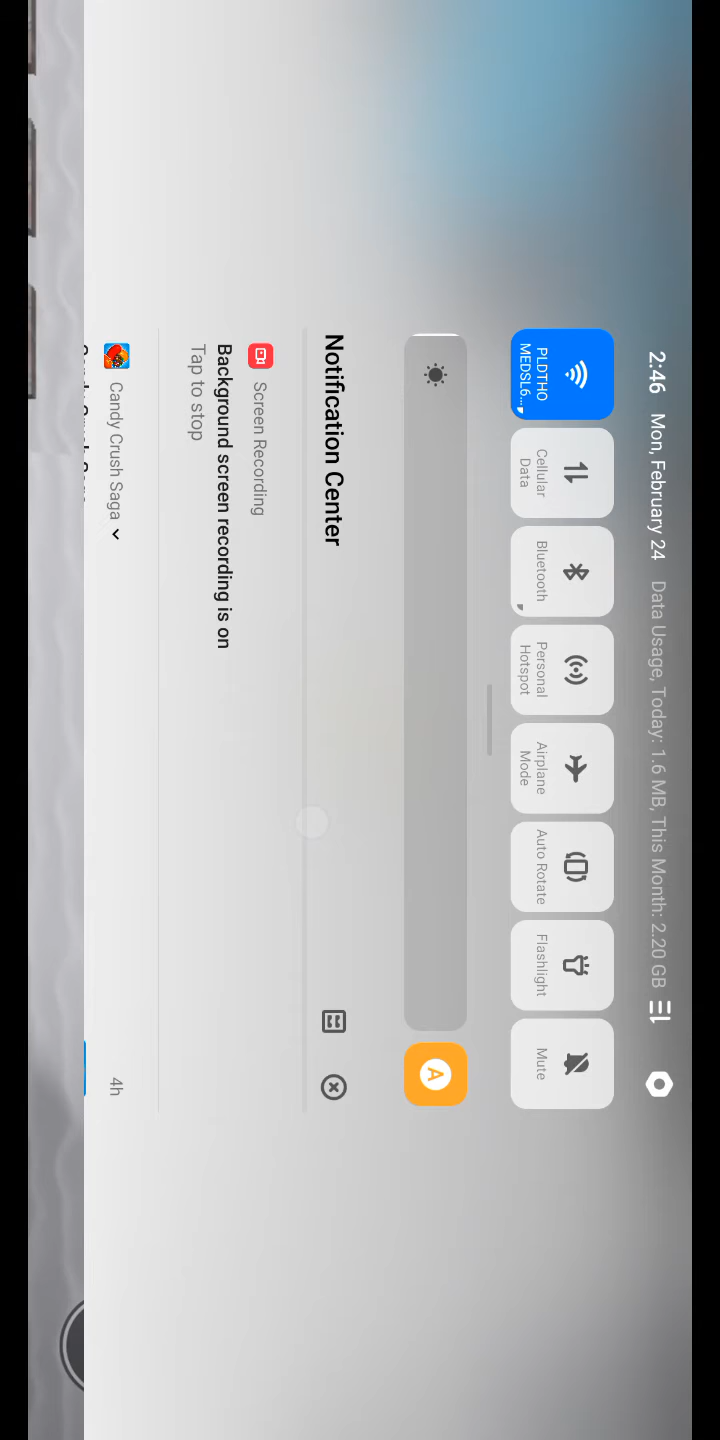 2:46 Mon, February 24 Data Usage, Today: 1.6 MB, This Month: 2.20 GB
PLDTHO
MEDSL6...
Cellular
Data
Bluetooth
Personal
Hotspot
Airplane
Mode
Auto Rotate
Flashlight
Mute
A
Notification Center
Screen Recording
Background screen recording is on
Tap to stop
Candy Crush Saga 4h